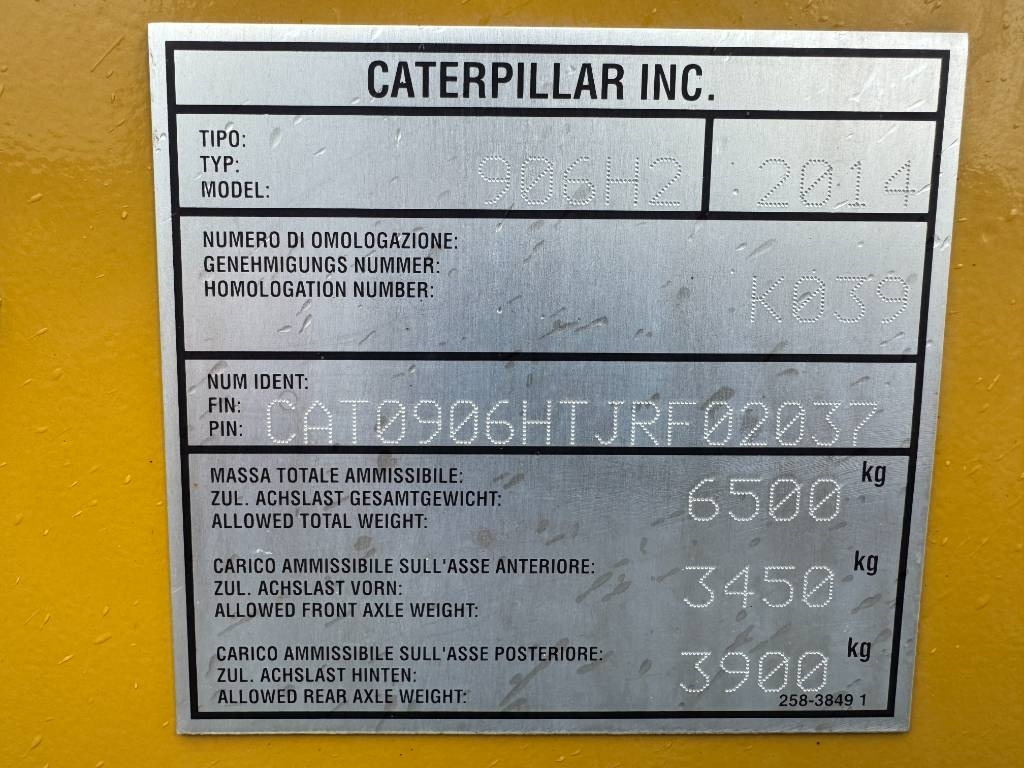 CATERPILLAR INC.
TIPO:
TYP:
MODEL: 906H2 2014
NUMERO DI OMOLOGAZIONE:
GENEHMIGUNGS NUMMER:
HOMOLOGATION NUMBER: K039
NUM IDENT:
FIN:
PIN: CAT0906HTJRF02037
MASSA TOTALE AMMISSIBILE: kg
ZUL. ACHSLAST GESAMTGEWICHT: 6500
ALLOWED TOTAL WEIGHT:
CARICO AMMISSIBILE SULL'ASSE ANTERIORE: kg
ZUL. ACHSLAST VORN: 3450
ALLOWED FRONT AXLE WEIGHT:
CARICO AMMISSIBILE SULL'ASSE POSTERIORE: kg
ZUL. ACHSLAST HINTEN: 3900
ALLOWED REAR AXLE WEIGHT: 258-3849 1